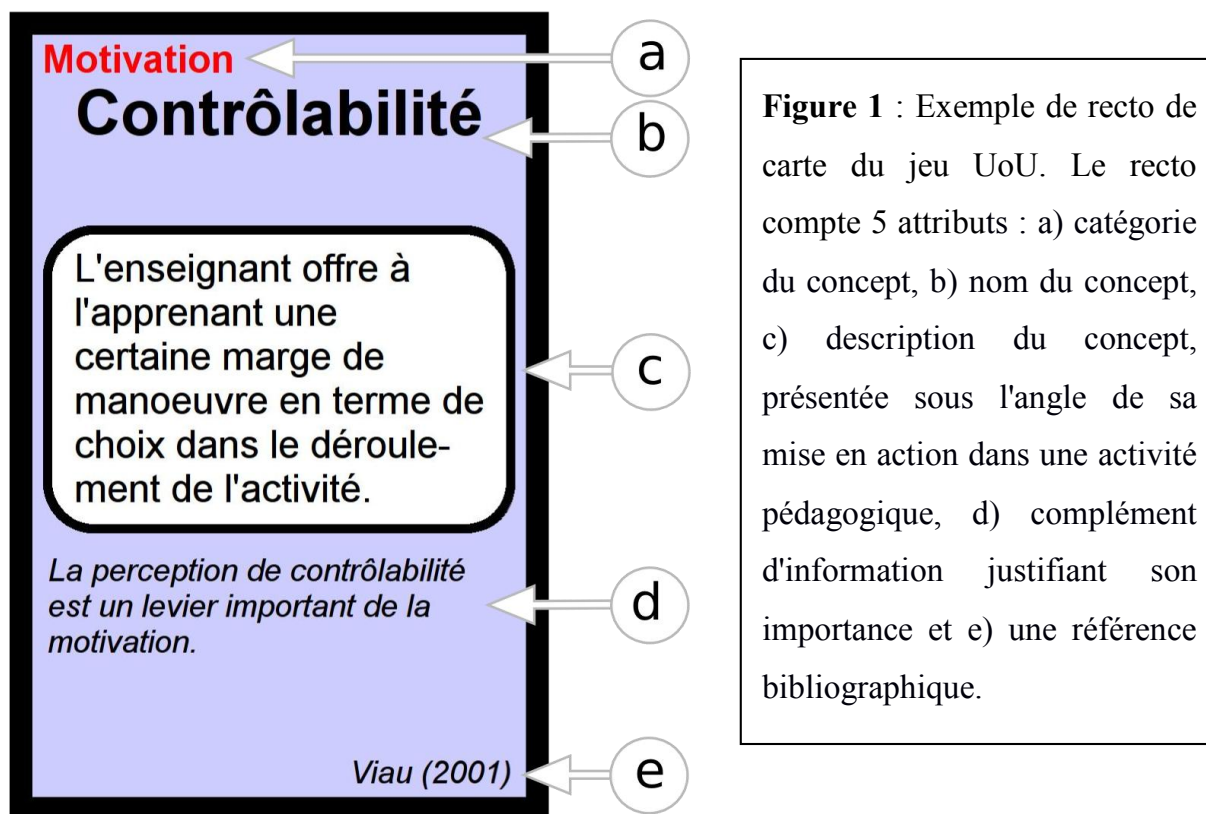 Motivation
Contrôlabilité
L'enseignant offre à
l'apprenant une
certaine marge de
manoeuvre en terme de
choix dans le déroule-
ment de l'activité.
La perception de contrôlabilité
est un levier important de la
motivation.
Viau (2001)
a
b
c
d
e
Figure 1 : Exemple de recto de
carte du jeu UoU. Le recto
compte 5 attributs : a) catégorie
du concept, b) nom du concept,
c) description du concept,
présentée sous l'angle de sa
mise en action dans une activité
pédagogique, d) complément
d'information justifiant son
importance et e) une référence
bibliographique.